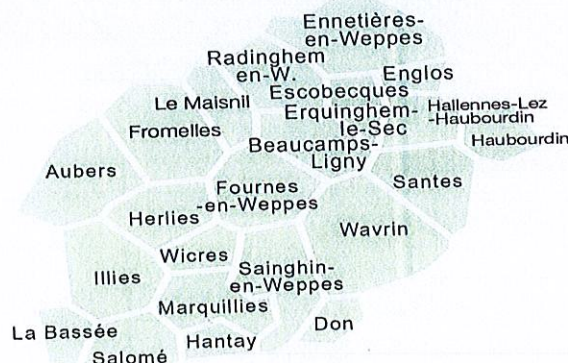 Ennetières-
en-Weppes
Radinghem
en-W.
Englos
Escobecques
Le Maisnil
Erquinghem-
le-Sec
Hallennes-Lez
-Haubourdin
Fromelles
Haubourdin
Beaucamps-
Ligny
Aubers
Santes
Fournes
-en-Weppes
Herlies
Wavrin
Wicres
Sainghin-
en-Weppes
Illies
Marquillies
La Bassée
Don
Hantay
Salomé